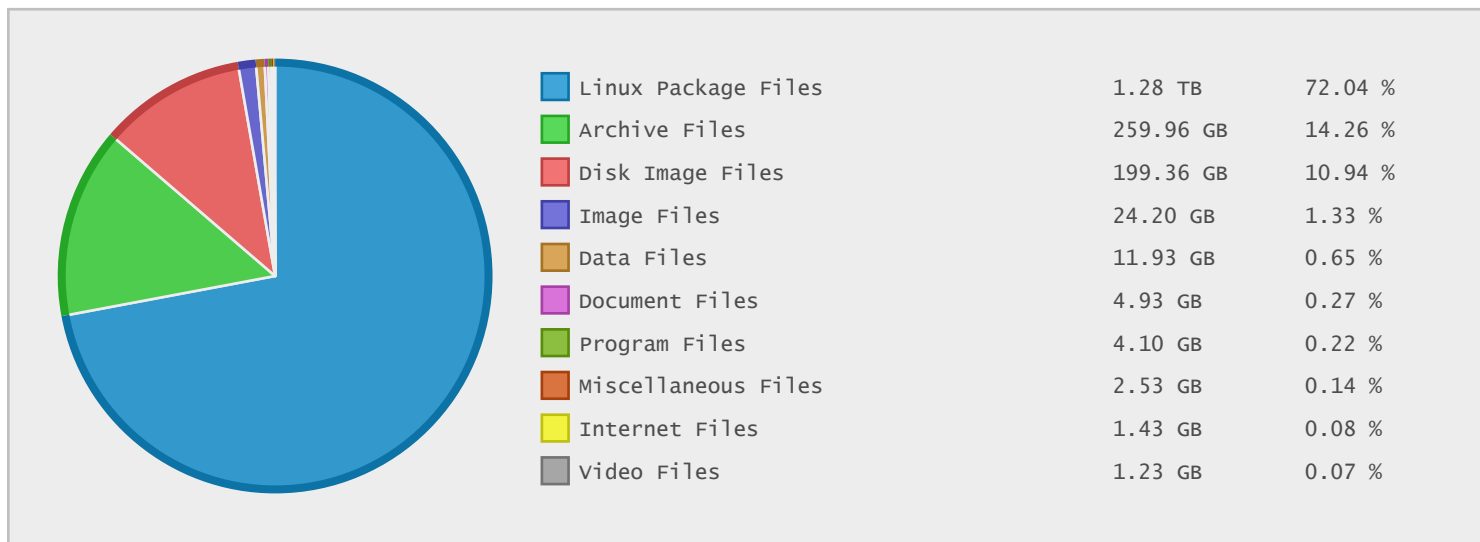 Linux Package Files 1.28 TB 72.04 %
Archive Files 259.96 GB 14.26 %
Disk Image Files 199.36 GB 10.94 %
Image Files 24.20 GB 1.33 %
Data Files 11.93 GB 0.65 %
Document Files 4.93 GB 0.27 %
Program Files 4.10 GB 0.22 %
Miscellaneous Files 2.53 GB 0.14 %
Internet Files 1.43 GB 0.08 %
Video Files 1.23 GB 0.07 %